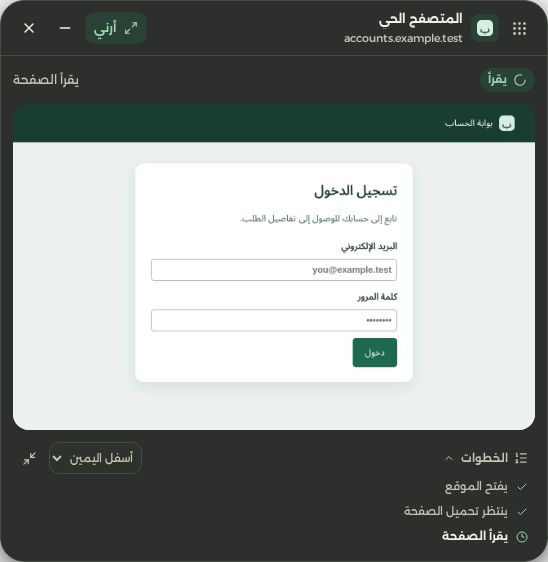 المتصفح الحي
accounts.example.test
أرني
يقرأ
يقرأ الصفحة
ب بوابة الحساب
تسجيل الدخول
تابع إلى حسابك للوصول إلى تفاصيل الطلب.
البريد الإلكتروني
you@example.test
كلمة المرور
••••••••
دخول
الخطوات
أسفل اليمين
يفتح الموقع
ينتظر تحميل الصفحة
يقرأ الصفحة